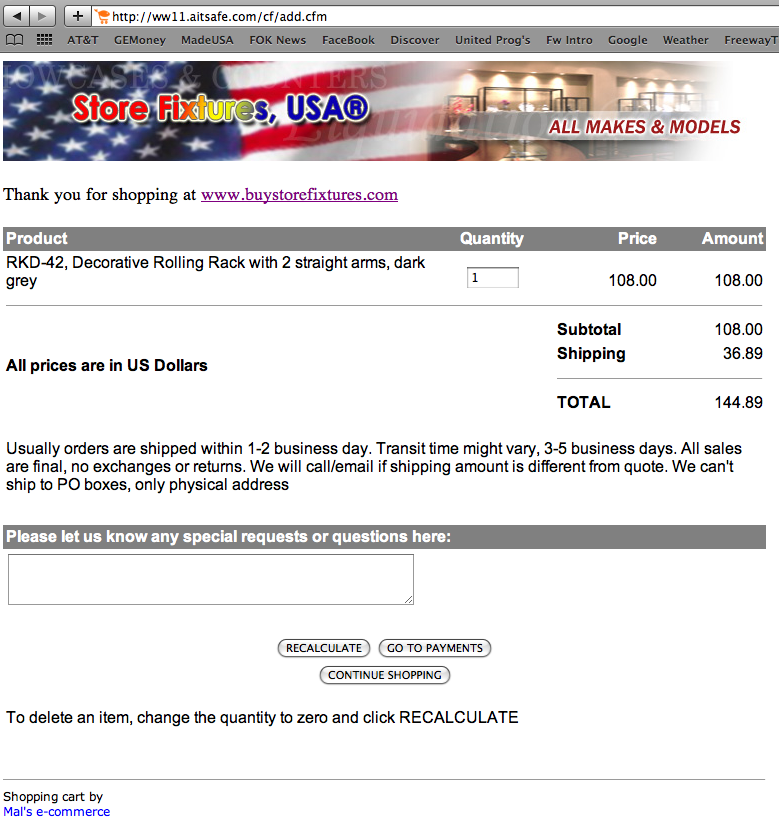 http://ww11.aitsafe.com/cf/add.cfm
AT&T GEMoney MadeUSA FOK News FaceBook Discover United Prog's Fw Intro Google Weather FreewayT
OWCASES & COUNTERS
Store Fixtures, USA®
ALL MAKES & MODELS
Thank you for shopping at www.buystorefixtures.com
Product Quantity Price Amount
RKD-42, Decorative Rolling Rack with 2 straight arms, dark
grey 1 108.00 108.00
Subtotal 108.00
Shipping 36.89
All prices are in US Dollars
TOTAL 144.89
Usually orders are shipped within 1-2 business day. Transit time might vary, 3-5 business days. All sales
are final, no exchanges or returns. We will call/email if shipping amount is different from quote. We can't
ship to PO boxes, only physical address
Please let us know any special requests or questions here:
RECALCULATE GO TO PAYMENTS
CONTINUE SHOPPING
To delete an item, change the quantity to zero and click RECALCULATE
Shopping cart by
Mal's e-commerce